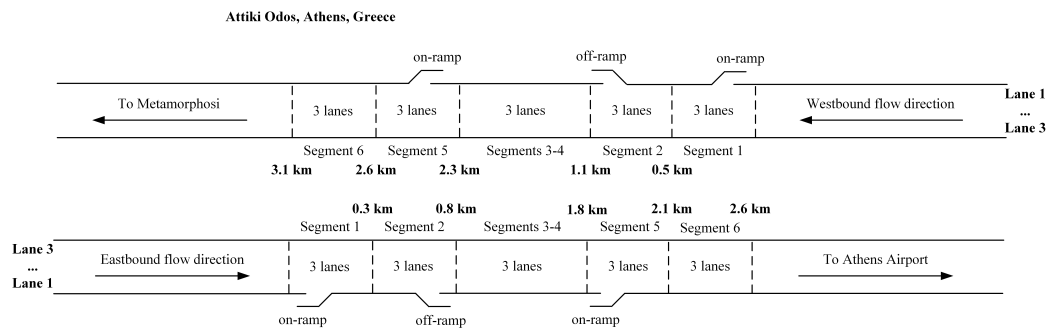 Attiki Odos, Athens, Greece
on-ramp
off-ramp
on-ramp
To Metamorphosi
3 lanes
3 lanes
3 lanes
3 lanes
3 lanes
Westbound flow direction
Lane 1
...
Lane 3
Segment 6
Segment 5
Segments 3-4
Segment 2
Segment 1
3.1 km
2.6 km
2.3 km
1.1 km
0.5 km
0.3 km
0.8 km
1.8 km
2.1 km
2.6 km
Segment 1
Segment 2
Segments 3-4
Segment 5
Segment 6
Lane 3
...
Lane 1
Eastbound flow direction
3 lanes
3 lanes
3 lanes
3 lanes
3 lanes
To Athens Airport
on-ramp
off-ramp
on-ramp